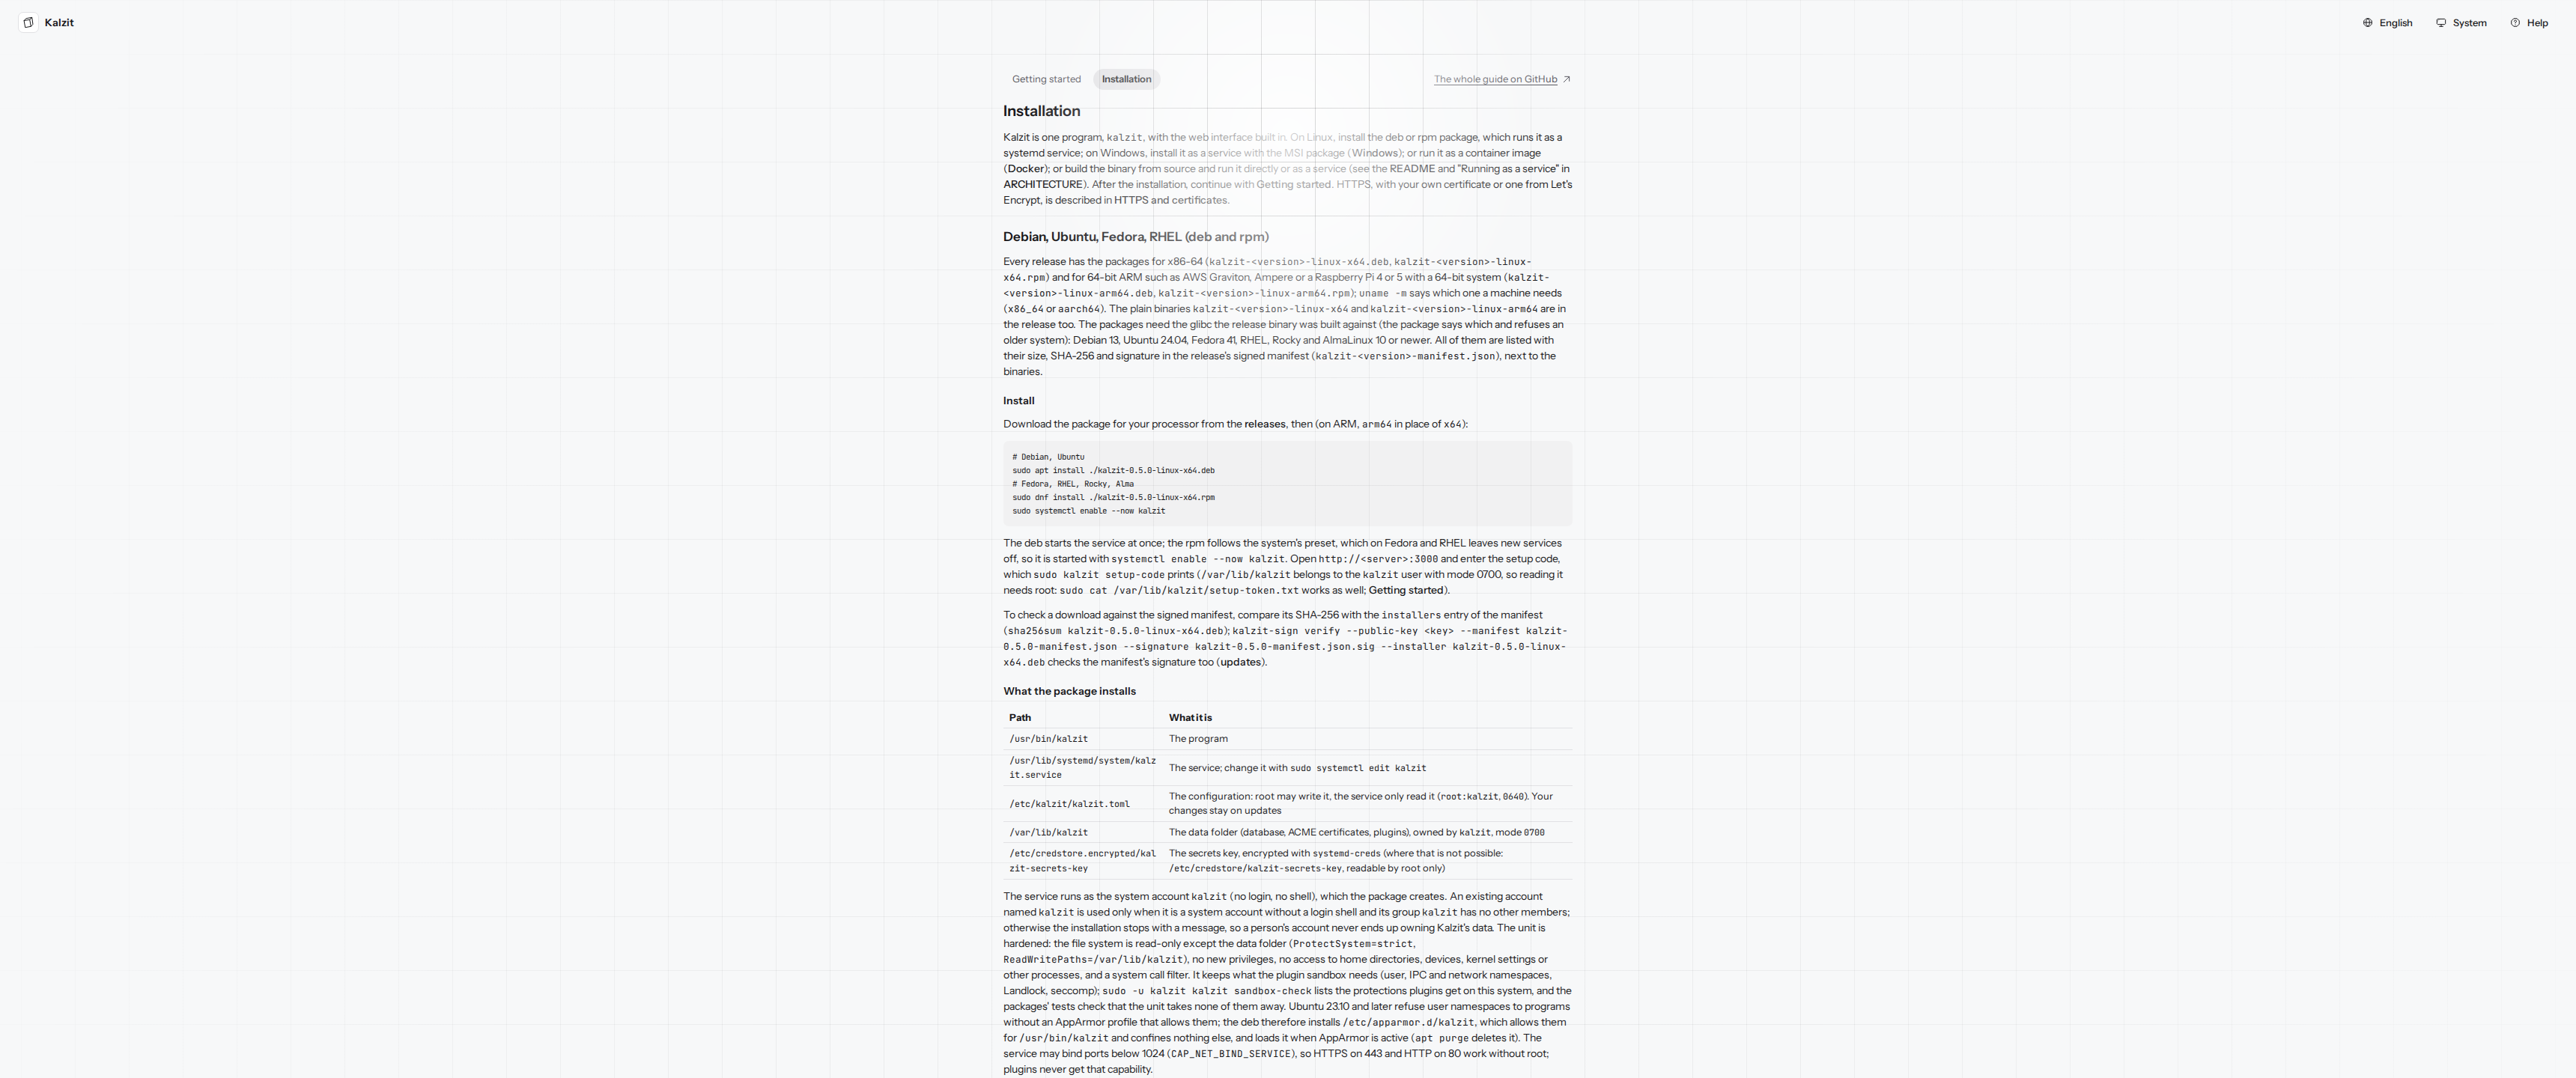 Kalzit
English
System
Help
Getting started
Installation
The whole guide on GitHub
Installation
Kalzit is one program, kalzit, with the web interface built in. On Linux, install the deb or rpm package, which runs it as a
systemd service; on Windows, install it as a service with the MSI package (Windows); or run it as a container image
(Docker); or build the binary from source and run it directly or as a service (see the README and "Running as a service" in
ARCHITECTURE). After the installation, continue with Getting started. HTTPS, with your own certificate or one from Let's
Encrypt, is described in HTTPS and certificates.
Debian, Ubuntu, Fedora, RHEL (deb and rpm)
Every release has the packages for x86-64 (kalzit-<version>-linux-x64.deb, kalzit-<version>-linux-
x64.rpm) and for 64-bit ARM such as AWS Graviton, Ampere or a Raspberry Pi 4 or 5 with a 64-bit system (kalzit-
<version>-linux-arm64.deb, kalzit-<version>-linux-arm64.rpm); uname -m says which one a machine needs
(x86_64 or aarch64). The plain binaries kalzit-<version>-linux-x64 and kalzit-<version>-linux-arm64 are in
the release too. The packages need the glibc the release binary was built against (the package says which and refuses an
older system): Debian 13, Ubuntu 24.04, Fedora 41, RHEL, Rocky and AlmaLinux 10 or newer. All of them are listed with
their size, SHA-256 and signature in the release's signed manifest (kalzit-<version>-manifest.json), next to the
binaries.
Install
Download the package for your processor from the releases, then (on ARM, arm64 in place of x64):
# Debian, Ubuntu
sudo apt install ./kalzit-0.5.0-linux-x64.deb
# Fedora, RHEL, Rocky, Alma
sudo dnf install ./kalzit-0.5.0-linux-x64.rpm
sudo systemctl enable --now kalzit
The deb starts the service at once; the rpm follows the system's preset, which on Fedora and RHEL leaves new services
off, so it is started with systemctl enable --now kalzit. Open http://<server>:3000 and enter the setup code,
which sudo kalzit setup-code prints (/var/lib/kalzit belongs to the kalzit user with mode 0700, so reading it
needs root: sudo cat /var/lib/kalzit/setup-token.txt works as well; Getting started).
To check a download against the signed manifest, compare its SHA-256 with the installers entry of the manifest
(sha256sum kalzit-0.5.0-linux-x64.deb); kalzit-sign verify --public-key <key> --manifest kalzit-
0.5.0-manifest.json --signature kalzit-0.5.0-manifest.json.sig --installer kalzit-0.5.0-linux-
x64.deb checks the manifest's signature too (updates).
What the package installs
Path
What it is
/usr/bin/kalzit
The program
/usr/lib/systemd/system/kalz
it.service
The service; change it with sudo systemctl edit kalzit
/etc/kalzit/kalzit.toml
The configuration: root may write it, the service only read it (root:kalzit, 0640). Your
changes stay on updates
/var/lib/kalzit
The data folder (database, ACME certificates, plugins), owned by kalzit, mode 0700
/etc/credstore.encrypted/kal
zit-secrets-key
The secrets key, encrypted with systemd-creds (where that is not possible:
/etc/credstore/kalzit-secrets-key, readable by root only)
The service runs as the system account kalzit (no login, no shell), which the package creates. An existing account
named kalzit is used only when it is a system account without a login shell and its group kalzit has no other members;
otherwise the installation stops with a message, so a person's account never ends up owning Kalzit's data. The unit is
hardened: the file system is read-only except the data folder (ProtectSystem=strict,
ReadWritePaths=/var/lib/kalzit), no new privileges, no access to home directories, devices, kernel settings or
other processes, and a system call filter. It keeps what the plugin sandbox needs (user, IPC and network namespaces,
Landlock, seccomp); sudo -u kalzit kalzit sandbox-check lists the protections plugins get on this system, and the
packages' tests check that the unit takes none of them away. Ubuntu 23.10 and later refuse user namespaces to programs
without an AppArmor profile that allows them; the deb therefore installs /etc/apparmor.d/kalzit, which allows them
for /usr/bin/kalzit and confines nothing else, and loads it when AppArmor is active (apt purge deletes it). The
service may bind ports below 1024 (CAP_NET_BIND_SERVICE), so HTTPS on 443 and HTTP on 80 work without root;
plugins never get that capability.